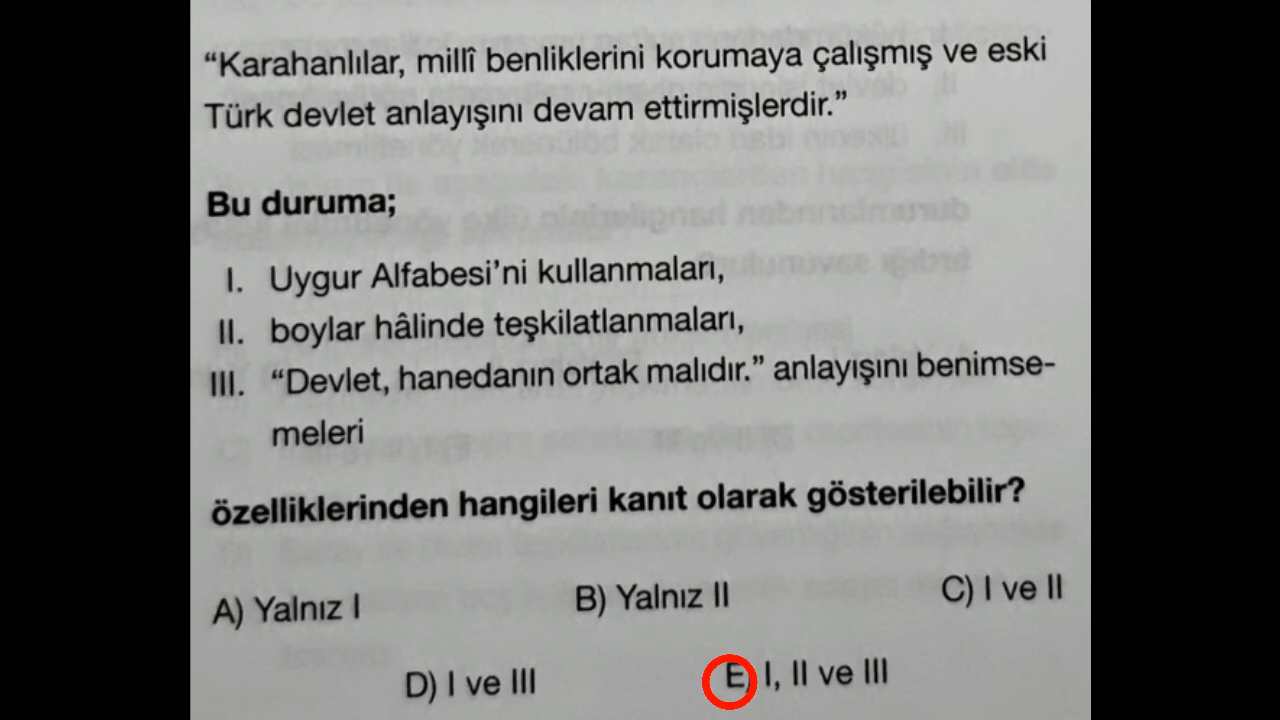 “Karahanlılar, millî benliklerini korumaya çalışmış ve eski
Türk devlet anlayışını devam ettirmişlerdir.”
Bu duruma;
I. Uygur Alfabesi’ni kullanmaları,
II. boylar hâlinde teşkilatlanmaları,
III. “Devlet, hanedanın ortak malıdır.” anlayışını benimse-
meleri
özelliklerinden hangileri kanıt olarak gösterilebilir?
A) Yalnız I B) Yalnız II C) I ve II
D) I ve III E) I, II ve III